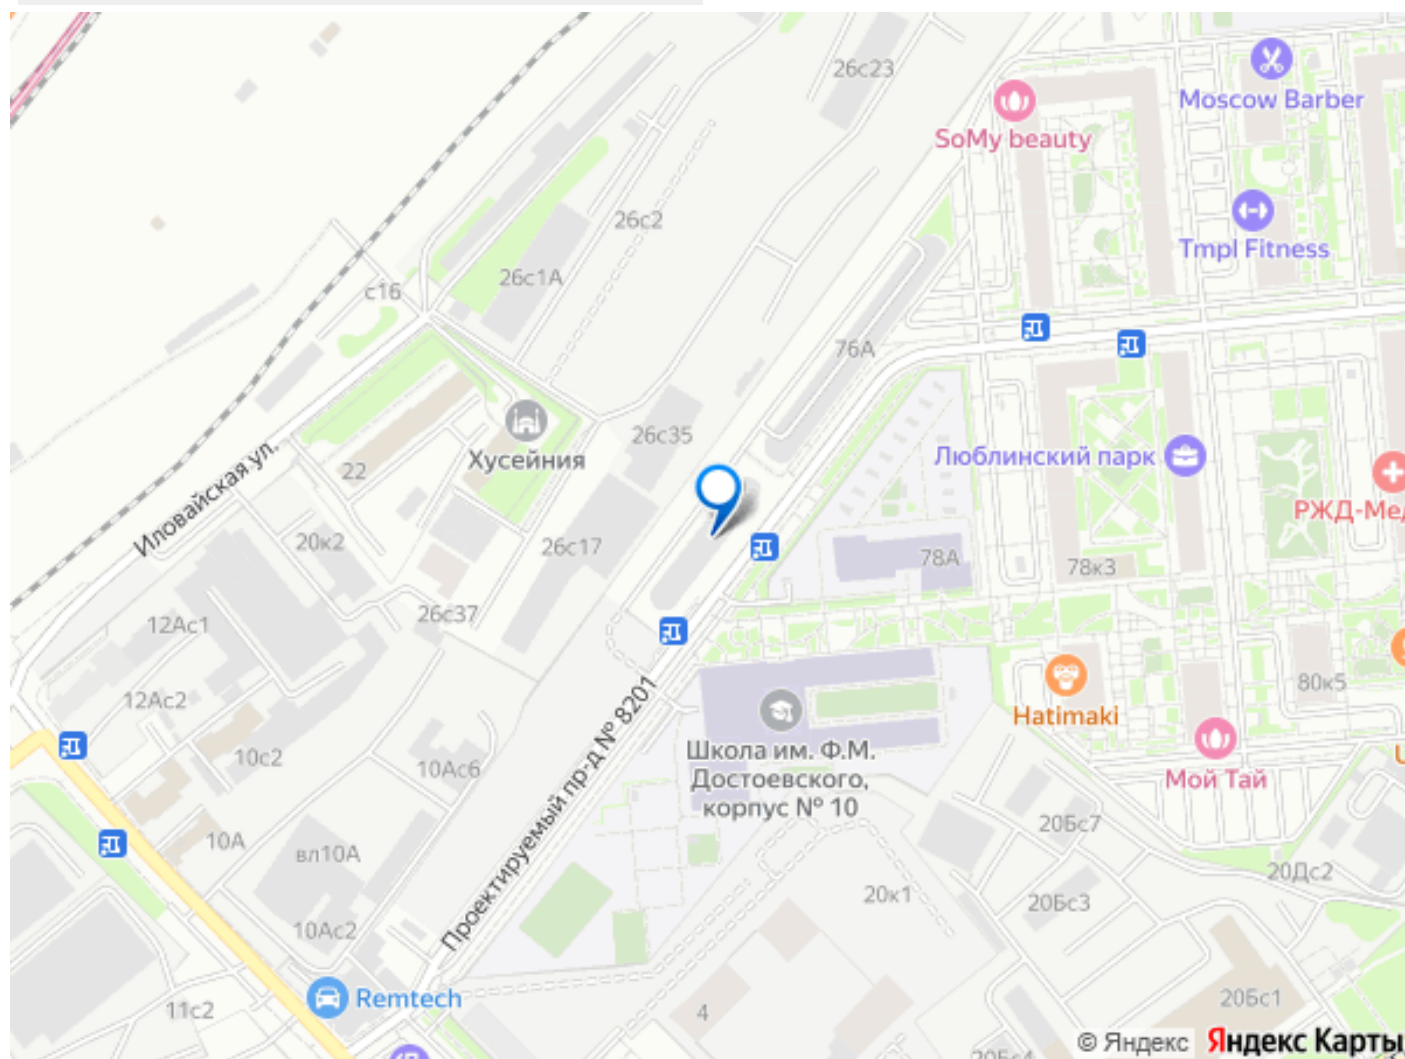 26с23
Moscow Barber
SoMy beauty
26с2
Tmpl Fitness
26с1А
с16
76А
26с35
Хусейния
Люблинский парк
22
Иловайская ул.
РЖД-Мед
20к2
26с17
78А
78к3
26с37
12Ас1
80к5
12Ас2
Hatimaki
Проектируемый пр-д № 8201
10с2
10Ас6
Школа им. Ф.М.
Достоевского,
корпус № 10
Мой Тай
20Бс7
10А
вл10А
20Дс2
20к1
20Бс3
10Ас2
Remtech
20Бс1
11с2
4
20Бс4
© Яндекс
Яндекс Карты